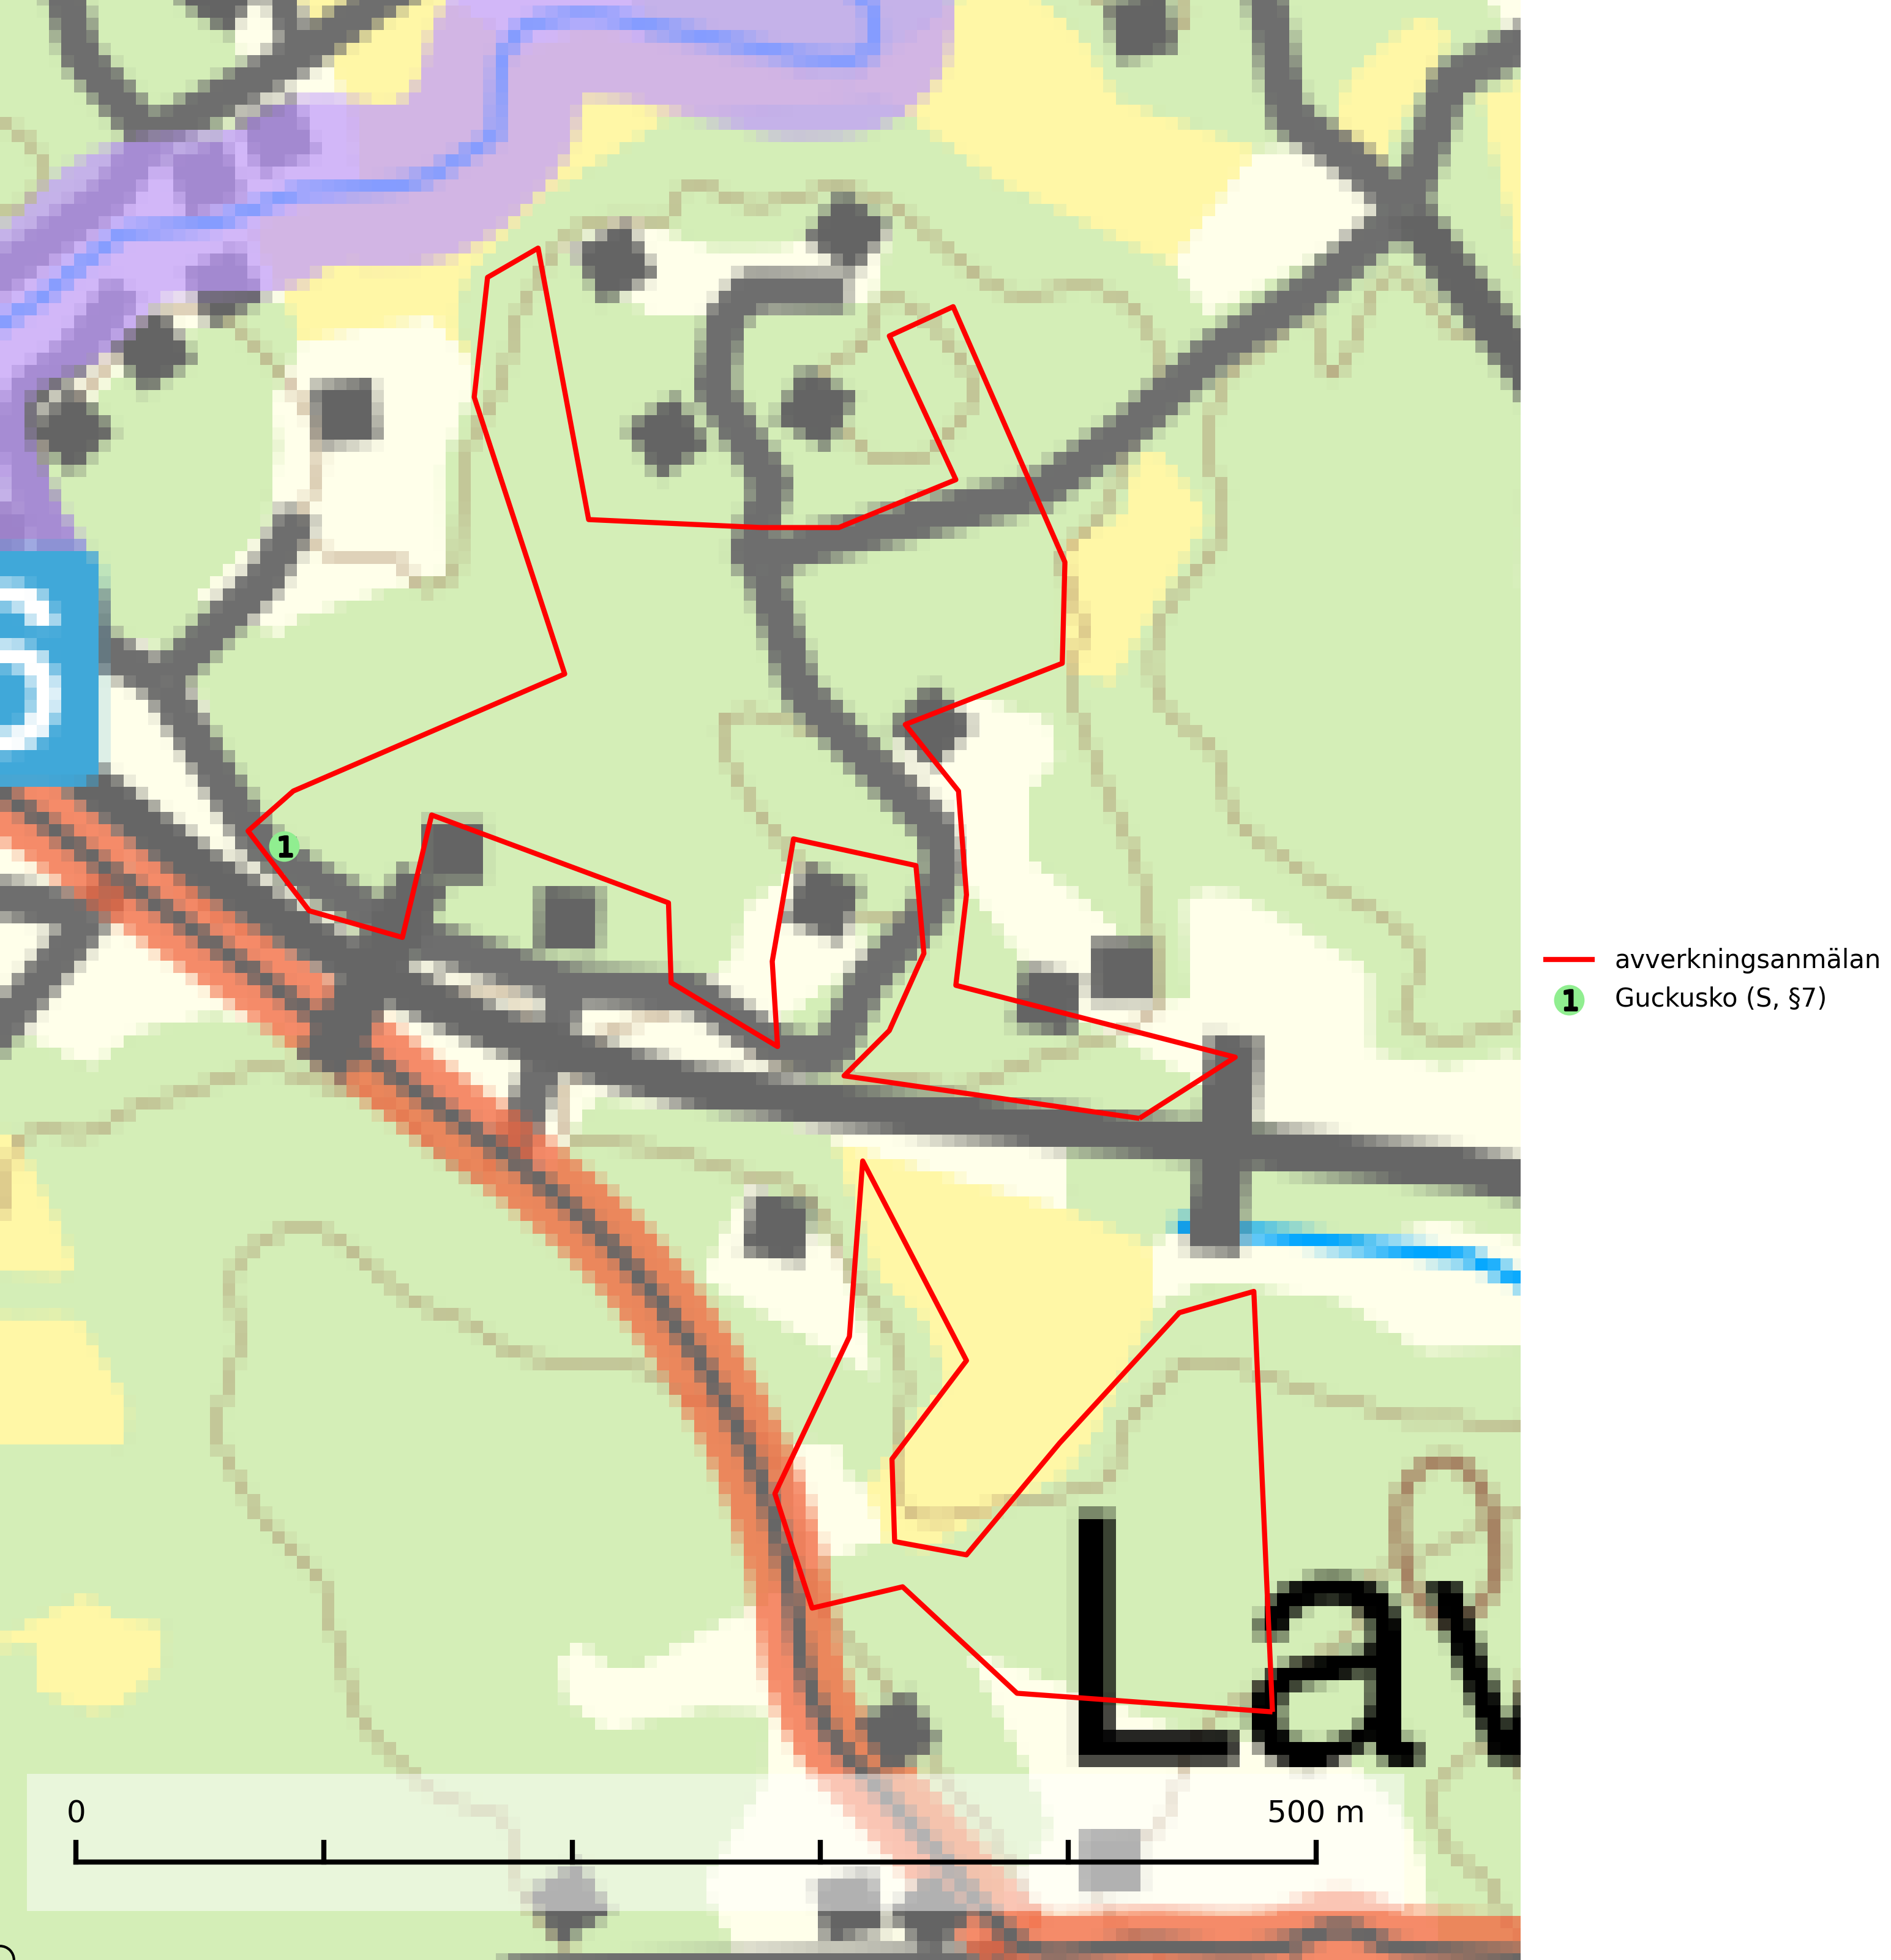 1
avverkningsanmälan
1 Guckusko (S, §7)
Lav
0 500 m